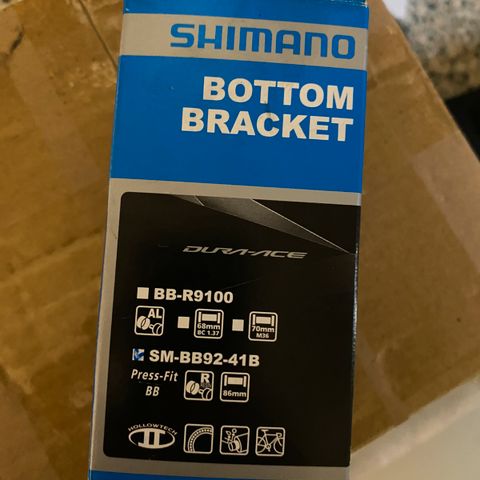 SHIMANO
BOTTOM
BRACKET
DURA-ACE
BB-R9100
AL
68mm
BC 1.37
70mm
M36
SM-BB92-41B
Press-Fit
BB
R
86mm
HOLLOWTECH
II